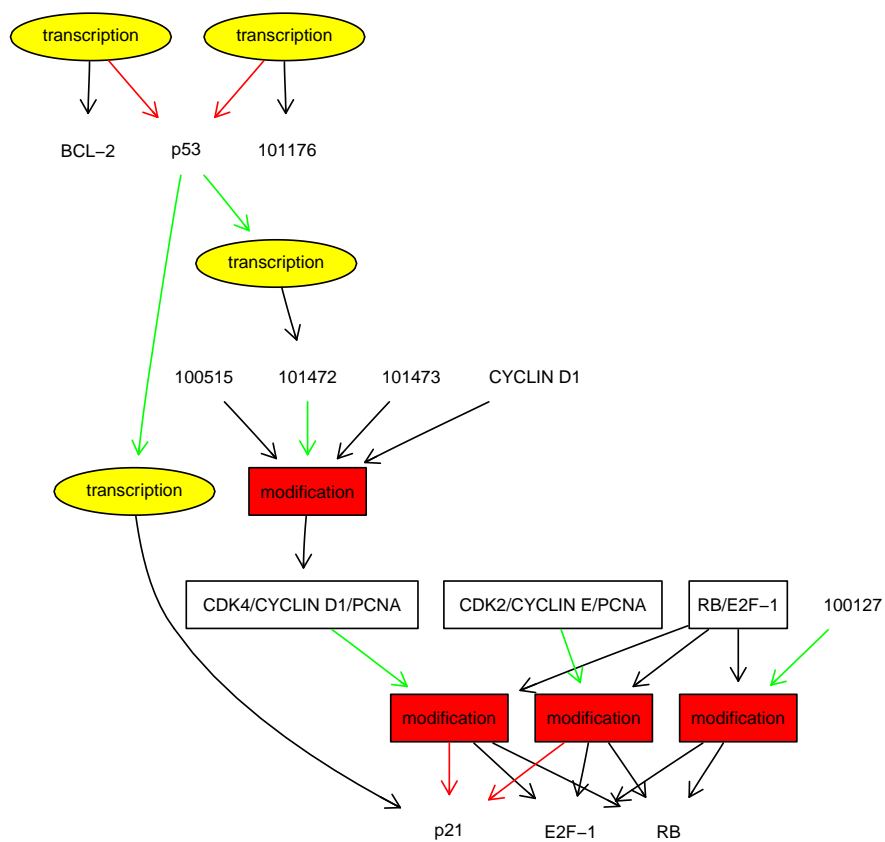 transcription
transcription
BCL−2
p53
101176
transcription
100515
101472
101473
CYCLIN D1
transcription
modification
CDK4/CYCLIN D1/PCNA
CDK2/CYCLIN E/PCNA
RB/E2F−1
100127
modification
modification
modification
p21
E2F−1
RB